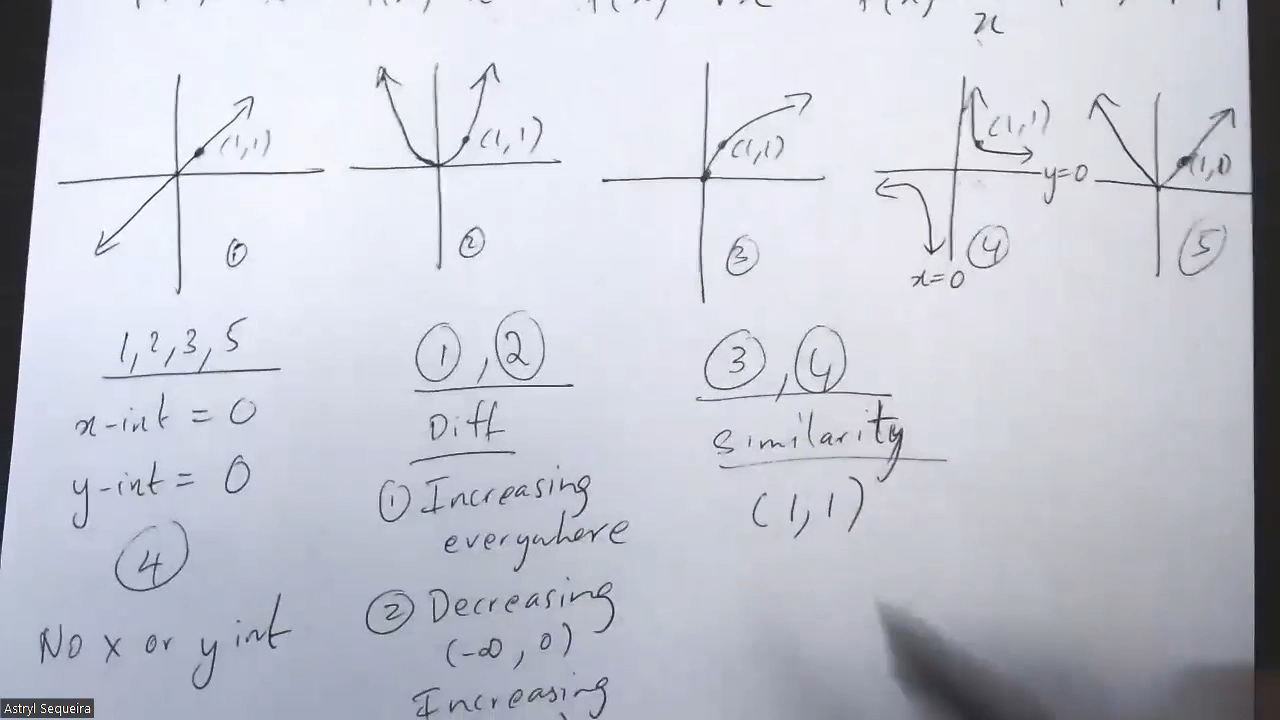 x
(1,1)
(1,1)
(1,1)
(1,1)
y=0
(1,1)
x=0
1
2
3
4
5
1,2,3,5
x-int = 0
y-int = 0
4
No x or y int
1, 2
Diff
1 Increasing
everywhere
2 Decreasing
(-∞, 0)
Increasing
3, 4
Similarity
(1,1)
Astryl Sequeira